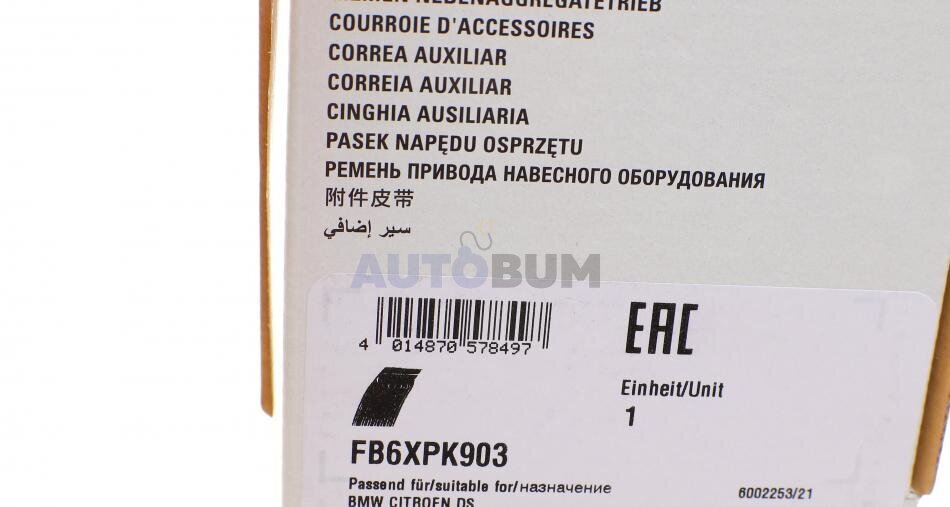 RIEMEN NEBENAGGREGATETRIEB
COURROIE D'ACCESSOIRES
CORREA AUXILIAR
CORREIA AUXILIAR
CINGHIA AUSILIARIA
PASEK NAPĘDU OSPRZĘTU
РЕМЕНЬ ПРИВОДА НАВЕСНОГО ОБОРУДОВАНИЯ
附件皮带
سير إضافي
AUTOBUM
4 014870 578497
EAC
Einheit/Unit
1
FB6XPK903
Passend für/suitable for/назначение
6002253/21
BMW CITROEN DS